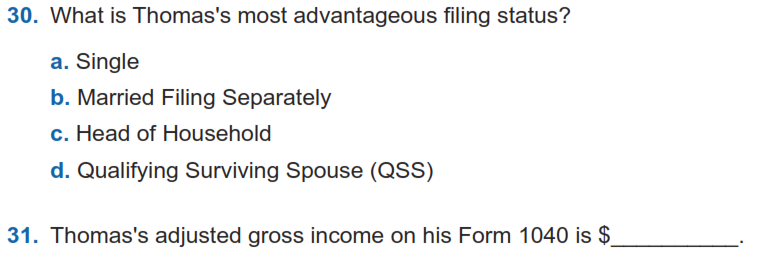 30. What is Thomas's most advantageous filing status?
a. Single
b. Married Filing Separately
c. Head of Household
d. Qualifying Surviving Spouse (QSS)
31. Thomas's adjusted gross income on his Form 1040 is $__________.